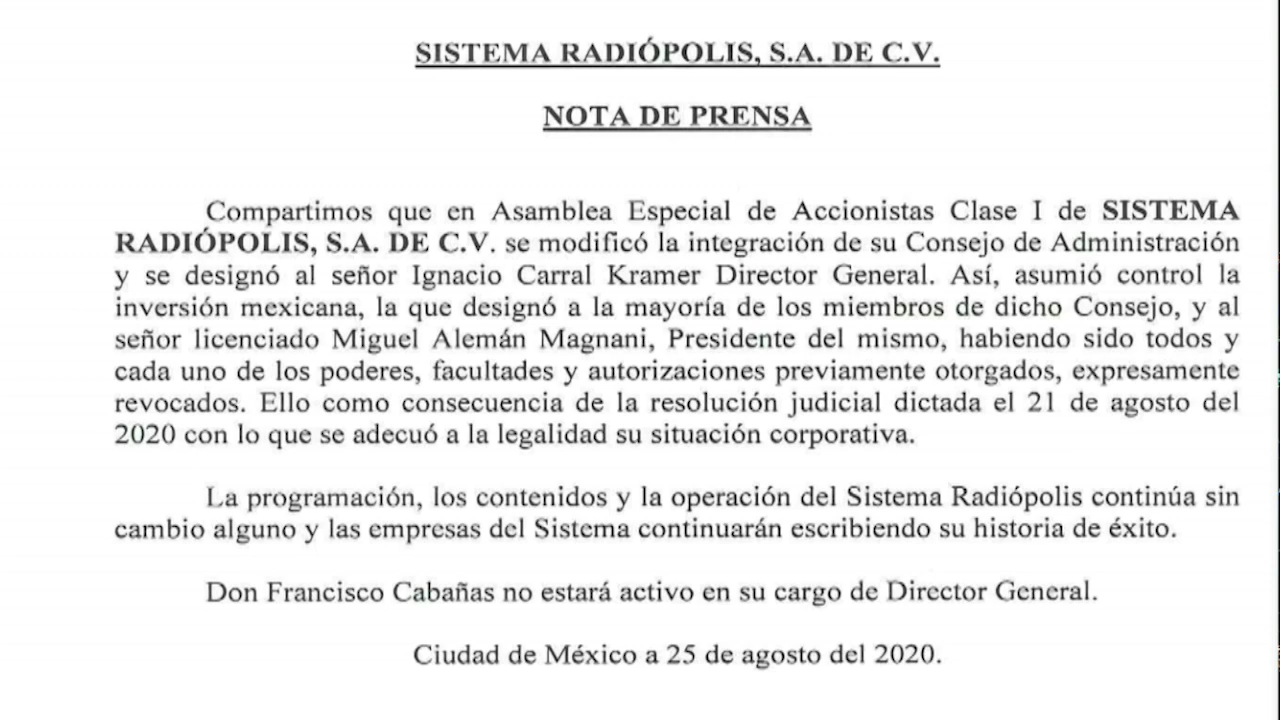 SISTEMA RADIÓPOLIS, S.A. DE C.V.
NOTA DE PRENSA
Compartimos que en Asamblea Especial de Accionistas Clase I de SISTEMA
RADIÓPOLIS, S.A. DE C.V. se modificó la integración de su Consejo de Administración
y se designó al señor Ignacio Carral Kramer Director General. Así, asumió control la
inversión mexicana, la que designó a la mayoría de los miembros de dicho Consejo, y al
señor licenciado Miguel Alemán Magnani, Presidente del mismo, habiendo sido todos y
cada uno de los poderes, facultades y autorizaciones previamente otorgados, expresamente
revocados. Ello como consecuencia de la resolución judicial dictada el 21 de agosto del
2020 con lo que se adecuó a la legalidad su situación corporativa.
La programación, los contenidos y la operación del Sistema Radiópolis continúa sin
cambio alguno y las empresas del Sistema continuarán escribiendo su historia de éxito.
Don Francisco Cabañas no estará activo en su cargo de Director General.
Ciudad de México a 25 de agosto del 2020.